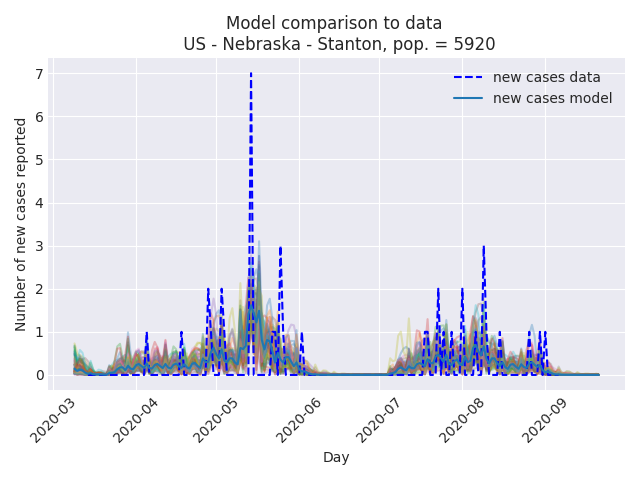 Model comparison to data
US - Nebraska - Stanton, pop. = 5920
Number of new cases reported
7
6
5
4
3
2
1
0
new cases data
new cases model
2020-03
2020-04
2020-05
2020-06
2020-07
2020-08
2020-09
Day